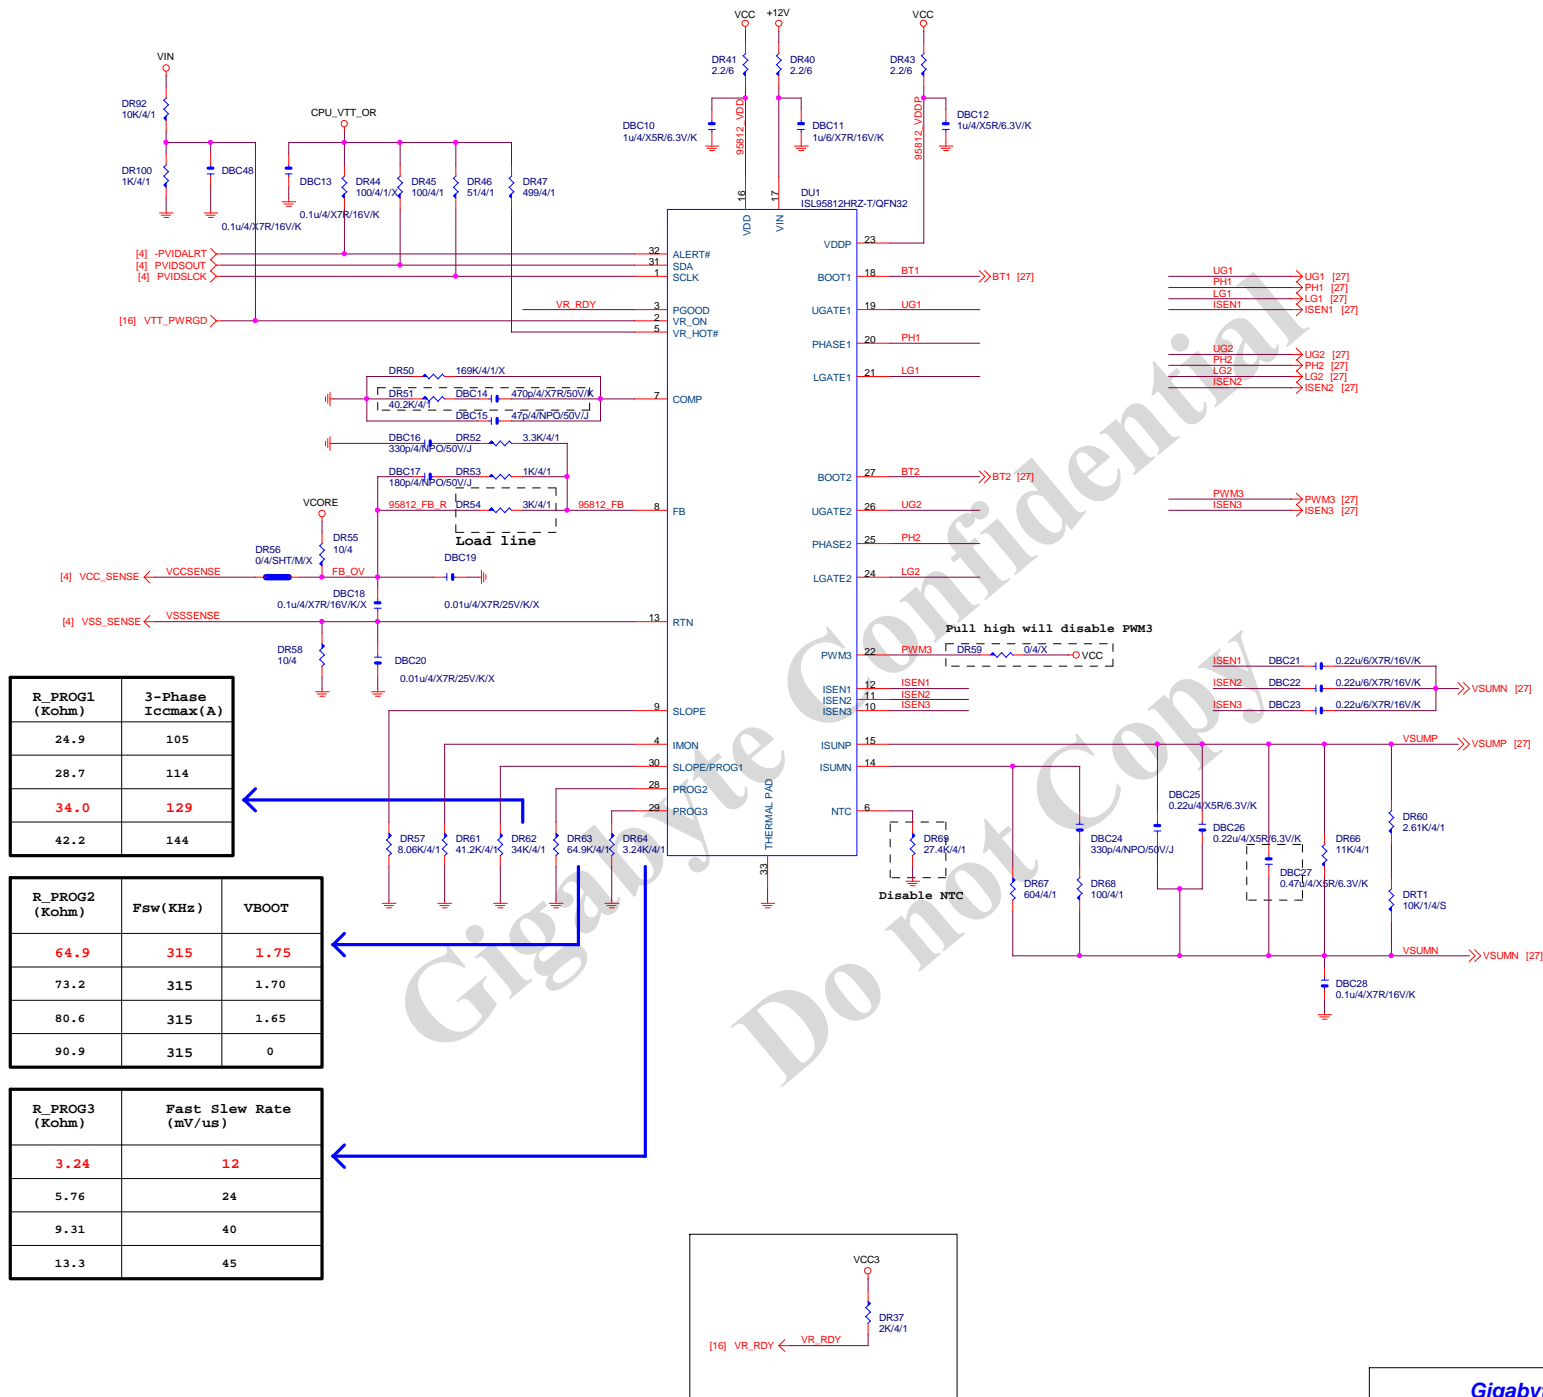 VCC
+12V
VCC
DR41
2.2/6
DR40
2.2/6
DR43
2.2/6
VIN
DR92
10K/4/1
CPU_VTT_OR
DBC10
1u/4/X5R/6.3V/K
95812_VDD
DBC11
1u/6/X7R/16V/K
95812_VDDP
DBC12
1u/4/X5R/6.3V/K
DR100
1K/4/1
DBC48
0.1u/4/X7R/16V/K
DBC13
0.1u/4/X7R/16V/K
DR44
100/4/1/X
DR45
100/4/1
DR46
51/4/1
DR47
499/4/1
DU1
ISL95812HRZ-T/QFN32
16
VDD
17
VIN
VDDP
23
[4] -PVIDALRT
32
ALERT#
[4] PVIDSOUT
31
SDA
[4] PVIDSLCK
1
SCLK
VR_RDY
3
PGOOD
[16] VTT_PWRGD
2
VR_ON
5
VR_HOT#
BOOT1
18
BT1
BT1 [27]
UGATE1
19
UG1
PHASE1
20
PH1
LGATE1
21
LG1
UG1
UG1 [27]
PH1
PH1 [27]
LG1
LG1 [27]
ISEN1
ISEN1 [27]
UG2
UG2 [27]
PH2
PH2 [27]
LG2
LG2 [27]
ISEN2
ISEN2 [27]
DR50
169K/4/1/X
DR51
40.2K/4/1
DBC14
470p/4/X7R/50V/K
DBC15
47p/4/NPO/50V/J
7
COMP
DBC16
330p/4/NPO/50V/J
DR52
3.3K/4/1
DBC17
180p/4/NPO/50V/J
DR53
1K/4/1
95812_FB_R
DR54
3K/4/1
95812_FB
8
FB
Load line
BOOT2
27
BT2
BT2 [27]
UGATE2
26
UG2
PHASE2
25
PH2
LGATE2
24
LG2
PWM3
PWM3 [27]
ISEN3
ISEN3 [27]
VCORE
DR55
10/4
DR56
0/4/SHT/M/X
[4] VCC_SENSE
VCCSENSE
FB_OV
DBC19
0.01u/4/X7R/25V/K/X
DBC18
0.1u/4/X7R/16V/K/X
[4] VSS_SENSE
VSSSENSE
13
RTN
DR58
10/4
DBC20
0.01u/4/X7R/25V/K/X
Pull high will disable PWM3
PWM3
22
PWM3
DR59
0/4/X
VCC
ISEN1
12
ISEN1
ISEN2
11
ISEN2
ISEN3
10
ISEN3
ISEN1
DBC21
0.22u/6/X7R/16V/K
ISEN2
DBC22
0.22u/6/X7R/16V/K
VSUMN [27]
ISEN3
DBC23
0.22u/6/X7R/16V/K
9
SLOPE
4
IMON
30
SLOPE/PROG1
28
PROG2
29
PROG3
ISUNP
15
VSUMP
VSUMP [27]
ISUMN
14
NTC
6
THERMAL PAD
33
DR57
8.06K/4/1
DR61
41.2K/4/1
DR62
34K/4/1
DR63
64.9K/4/1
DR64
3.24K/4/1
DR69
27.4K/4/1
Disable NTC
DBC25
0.22u/4/X5R/6.3V/K
DBC24
330p/4/NPO/50V/J
DBC26
0.22u/4/X5R/6.3V/K
DBC27
0.47u/4/X5R/6.3V/K
DR67
604/4/1
DR68
100/4/1
DR66
11K/4/1
DR60
2.61K/4/1
DRT1
10K/1/4/S
VSUMN
VSUMN [27]
DBC28
0.1u/4/X7R/16V/K
R_PROG1 (Kohm) 3-Phase Iccmax(A)
24.9 105
28.7 114
34.0 129
42.2 144
R_PROG2 (Kohm) Fsw(KHz) VBOOT
64.9 315 1.75
73.2 315 1.70
80.6 315 1.65
90.9 315 0
R_PROG3 (Kohm) Fast Slew Rate (mV/us)
3.24 12
5.76 24
9.31 40
13.3 45
VCC3
DR37
2K/4/1
[16] VR_RDY
VR_RDY
Gigabyte Confidential
Do not Copy